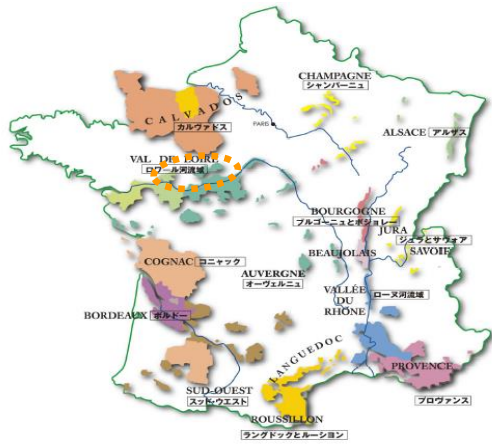 CHAMPAGNE
シャンパーニュ
CALVADOS
カルヴァドス
PARIS
ALSACE アルザス
VAL DE LOIRE
ロワール河流域
BOURGOGNE
ブルゴーニュとボジョレー
JURA
ジュラとサヴォア
SAVOIE
BEAUJOLAIS
COGNAC コニャック
AUVERGNE
オーヴェルニュ
VALLÉE
DU
RHÔNE
ローヌ河流域
BORDEAUX ボルドー
LANGUEDOC
PROVENCE
プロヴァンス
SUD-OUEST
スッド・ウエスト
ROUSSILLON
ラングドックとルーション